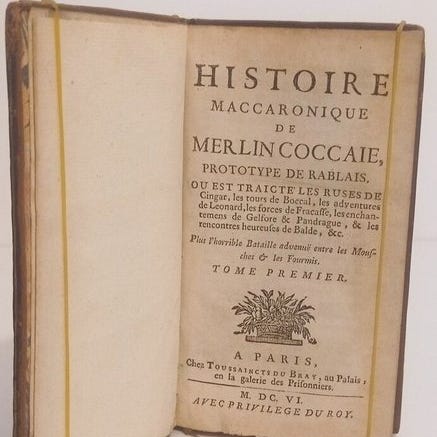 HISTOIRE
MACCARONIQUE
DE
MERLIN COCCAIE,
PROTOTYPE DE RABLAIS,
OU EST TRAICTE' LES RUSES DE
Cingar, les tours de Boccal, les adventures
de Leonard, les forces de Fracasse, les enchan-
temens de Gelfore & Pandrague, & les
rencontres heureuses de Balde, &c.
Plus l'horrible Bataille advenuë entre les Mous-
ches & les Fourmis.
TOME PREMIER.
A PARIS,
Chez TOUSSAINCTS DU BRAY, au Palais,
en la galerie des Prisonniers.
M. DC. VI.
AVEC PRIVILEGE DU ROY.